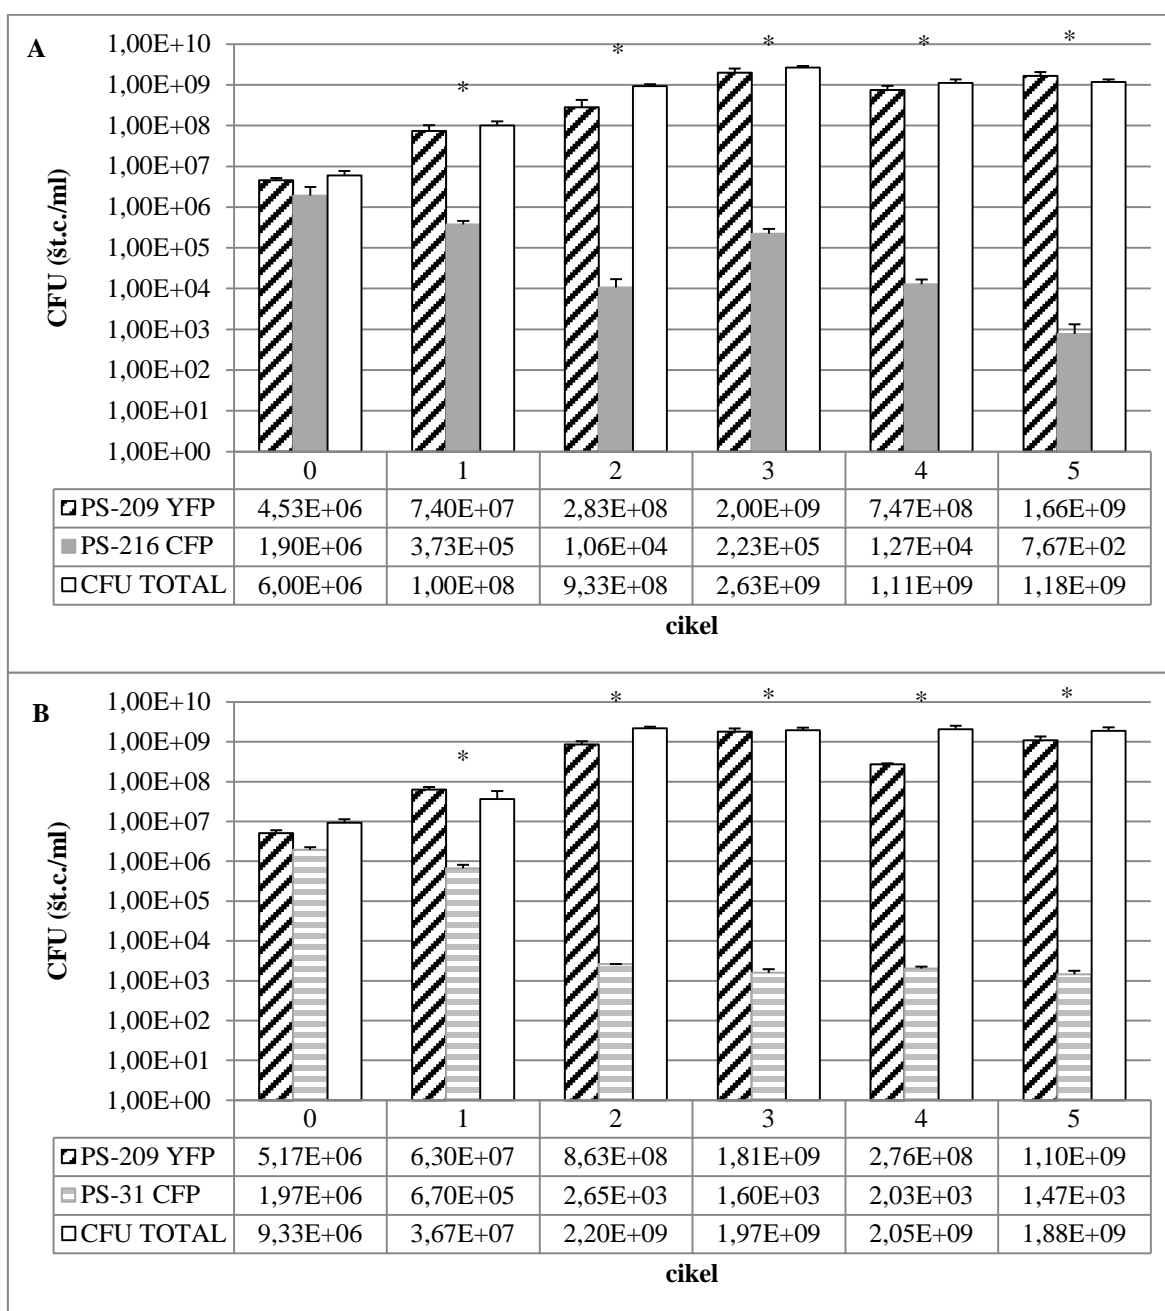 A
1,00E+10
1,00E+09
1,00E+08
1,00E+07
1,00E+06
1,00E+05
1,00E+04
1,00E+03
1,00E+02
1,00E+01
1,00E+00
CFU (št.c./ml)
* * * * *
0 1 2 3 4 5
PS-209 YFP 4,53E+06 7,40E+07 2,83E+08 2,00E+09 7,47E+08 1,66E+09
PS-216 CFP 1,90E+06 3,73E+05 1,06E+04 2,23E+05 1,27E+04 7,67E+02
CFU TOTAL 6,00E+06 1,00E+08 9,33E+08 2,63E+09 1,11E+09 1,18E+09
cikel
B
1,00E+10
1,00E+09
1,00E+08
1,00E+07
1,00E+06
1,00E+05
1,00E+04
1,00E+03
1,00E+02
1,00E+01
1,00E+00
CFU (št.c./ml)
* * * * *
0 1 2 3 4 5
PS-209 YFP 5,17E+06 6,30E+07 8,63E+08 1,81E+09 2,76E+08 1,10E+09
PS-31 CFP 1,97E+06 6,70E+05 2,65E+03 1,60E+03 2,03E+03 1,47E+03
CFU TOTAL 9,33E+06 3,67E+07 2,20E+09 1,97E+09 2,05E+09 1,88E+09
cikel